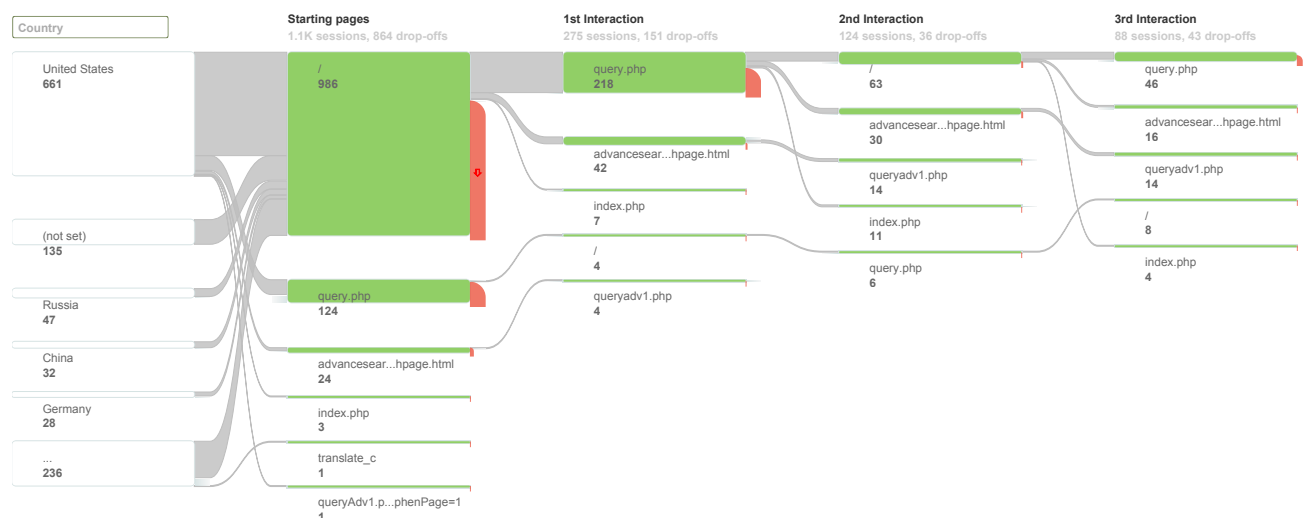 Country
United States
661
(not set)
135
Russia
47
China
32
Germany
28
...
236
Starting pages
1.1K sessions, 864 drop-offs
/
986
query.php
124
advancesear...hpage.html
24
index.php
3
translate_c
1
queryAdv1.p...phenPage=1
1
1st Interaction
275 sessions, 151 drop-offs
query.php
218
advancesear...hpage.html
42
index.php
7
/
4
queryadv1.php
4
2nd Interaction
124 sessions, 36 drop-offs
/
63
advancesear...hpage.html
30
queryadv1.php
14
index.php
11
query.php
6
3rd Interaction
88 sessions, 43 drop-offs
query.php
46
advancesear...hpage.html
16
queryadv1.php
14
/
8
index.php
4